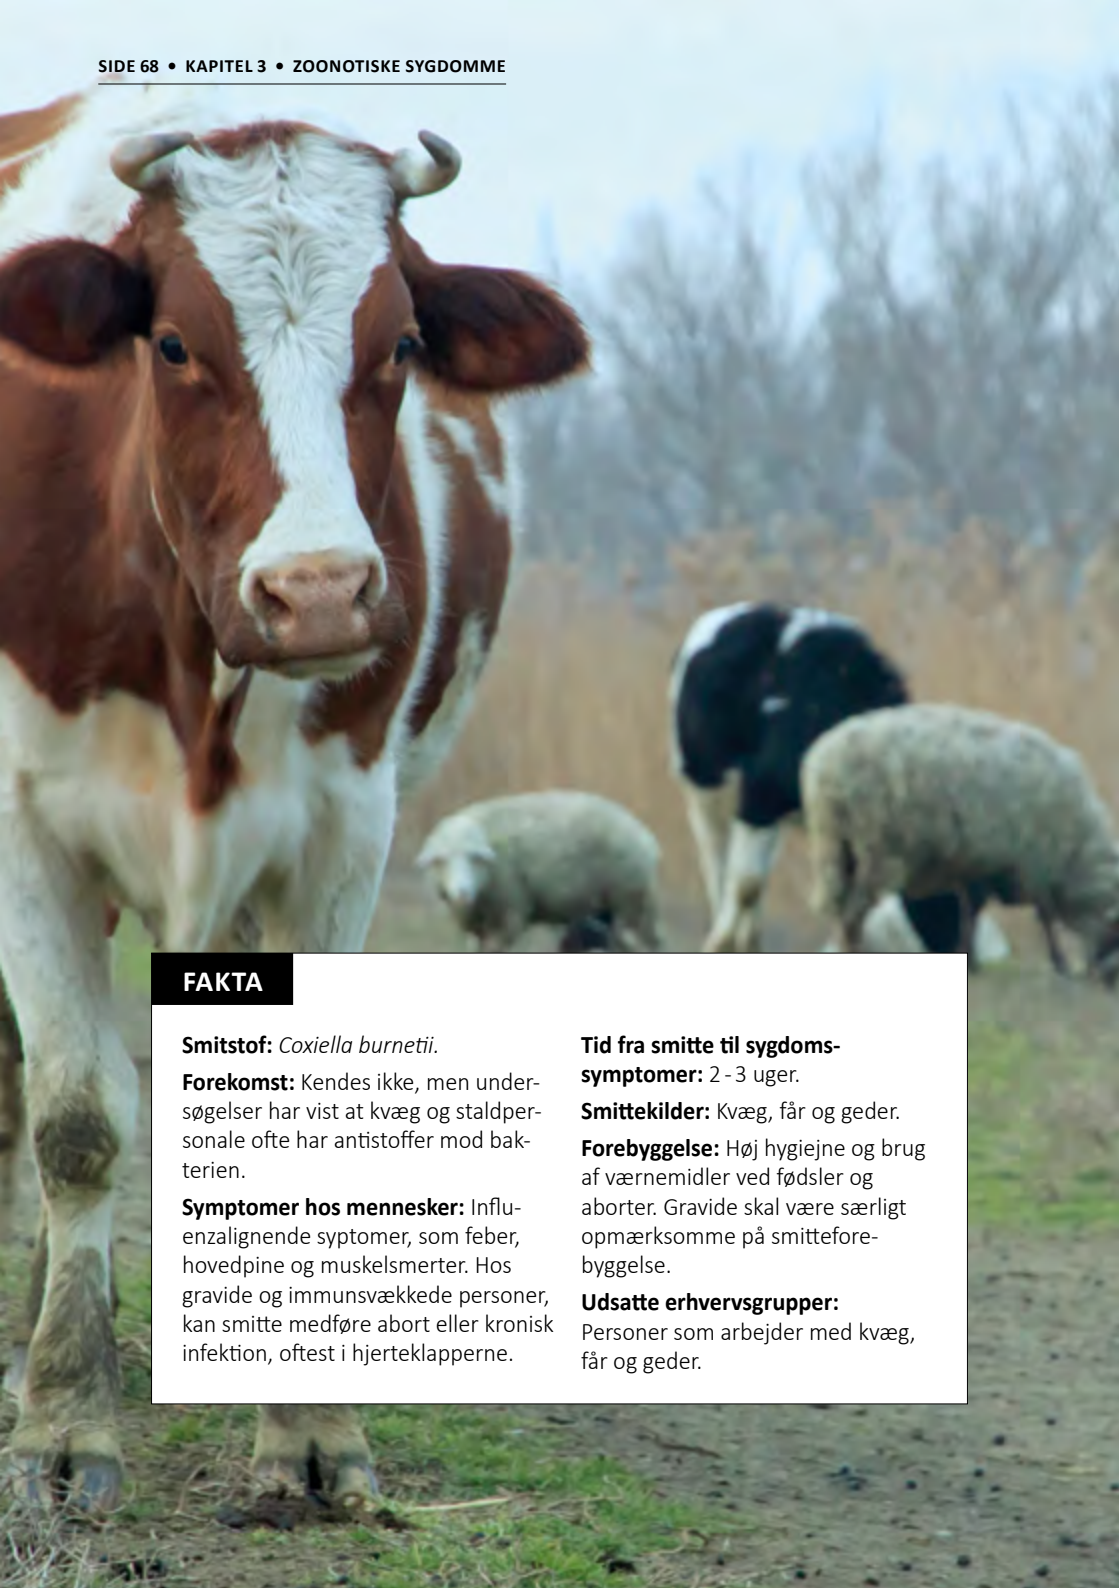 SIDE 68 • KAPITEL 3 • ZOONOTISKE SYGDOMME
FAKTA
Smitstof: Coxiella burnetii.
Forekomst: Kendes ikke, men under-
søgelser har vist at kvæg og staldper-
sonale ofte har antistoffer mod bak-
terien.
Symptomer hos mennesker: Influ-
enzalignende syptomer, som feber,
hovedpine og muskelsmerter. Hos
gravide og immunsvækkede personer,
kan smitte medføre abort eller kronisk
infektion, oftest i hjerteklapperne.
Tid fra smitte til sygdoms-
symptomer: 2 - 3 uger.
Smittekilder: Kvæg, får og geder.
Forebyggelse: Høj hygiejne og brug
af værnemidler ved fødsler og
aborter. Gravide skal være særligt
opmærksomme på smittefore-
byggelse.
Udsatte erhvervsgrupper:
Personer som arbejder med kvæg,
får og geder.